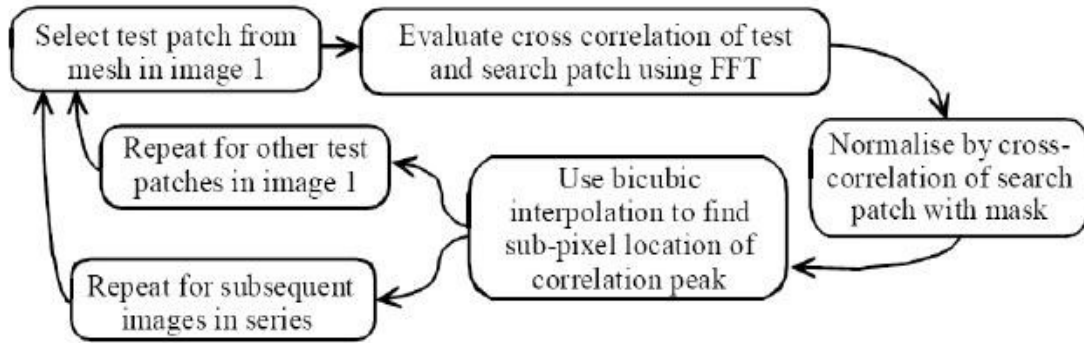 Select test patch from
mesh in image 1
Evaluate cross correlation of test
and search patch using FFT
Normalise by cross-
correlation of search
patch with mask
Use bicubic
interpolation to find
sub-pixel location of
correlation peak
Repeat for other test
patches in image 1
Repeat for subsequent
images in series